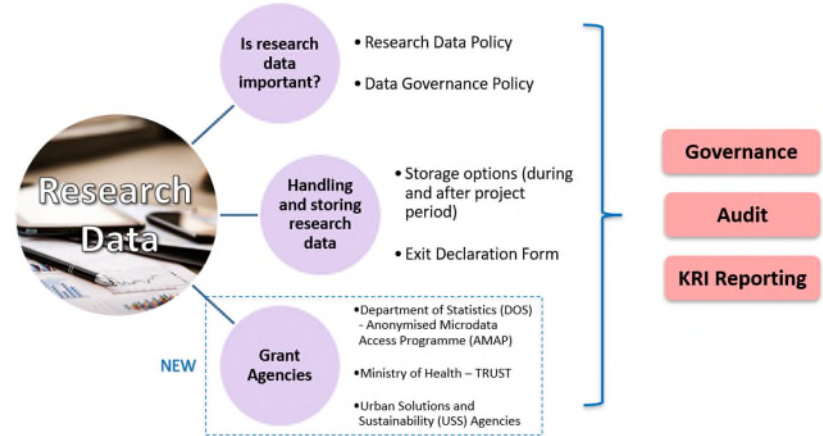 Research
Data
Is research
data
important?
• Research Data Policy
• Data Governance Policy
Handling
and storing
research
data
• Storage options (during
and after project
period)
• Exit Declaration Form
NEW
Grant
Agencies
•Department of Statistics (DOS)
- Anonymised Microdata
Access Programme (AMAP)
•Ministry of Health – TRUST
•Urban Solutions and
Sustainability (USS) Agencies
Governance
Audit
KRI Reporting